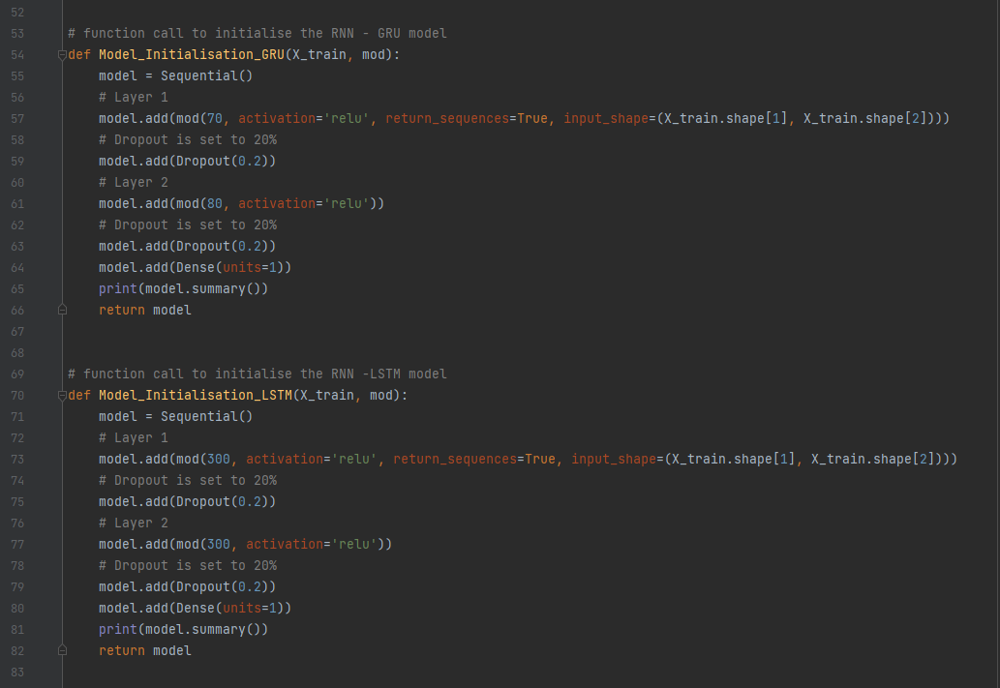 52
53 # function call to initialise the RNN - GRU model
54 def Model_Initialisation_GRU(X_train, mod):
55     model = Sequential()
56     # Layer 1
57     model.add(mod(70, activation='relu', return_sequences=True, input_shape=(X_train.shape[1], X_train.shape[2])))
58     # Dropout is set to 20%
59     model.add(Dropout(0.2))
60     # Layer 2
61     model.add(mod(80, activation='relu'))
62     # Dropout is set to 20%
63     model.add(Dropout(0.2))
64     model.add(Dense(units=1))
65     print(model.summary())
66     return model
67
68
69 # function call to initialise the RNN -LSTM model
70 def Model_Initialisation_LSTM(X_train, mod):
71     model = Sequential()
72     # Layer 1
73     model.add(mod(300, activation='relu', return_sequences=True, input_shape=(X_train.shape[1], X_train.shape[2])))
74     # Dropout is set to 20%
75     model.add(Dropout(0.2))
76     # Layer 2
77     model.add(mod(300, activation='relu'))
78     # Dropout is set to 20%
79     model.add(Dropout(0.2))
80     model.add(Dense(units=1))
81     print(model.summary())
82     return model
83